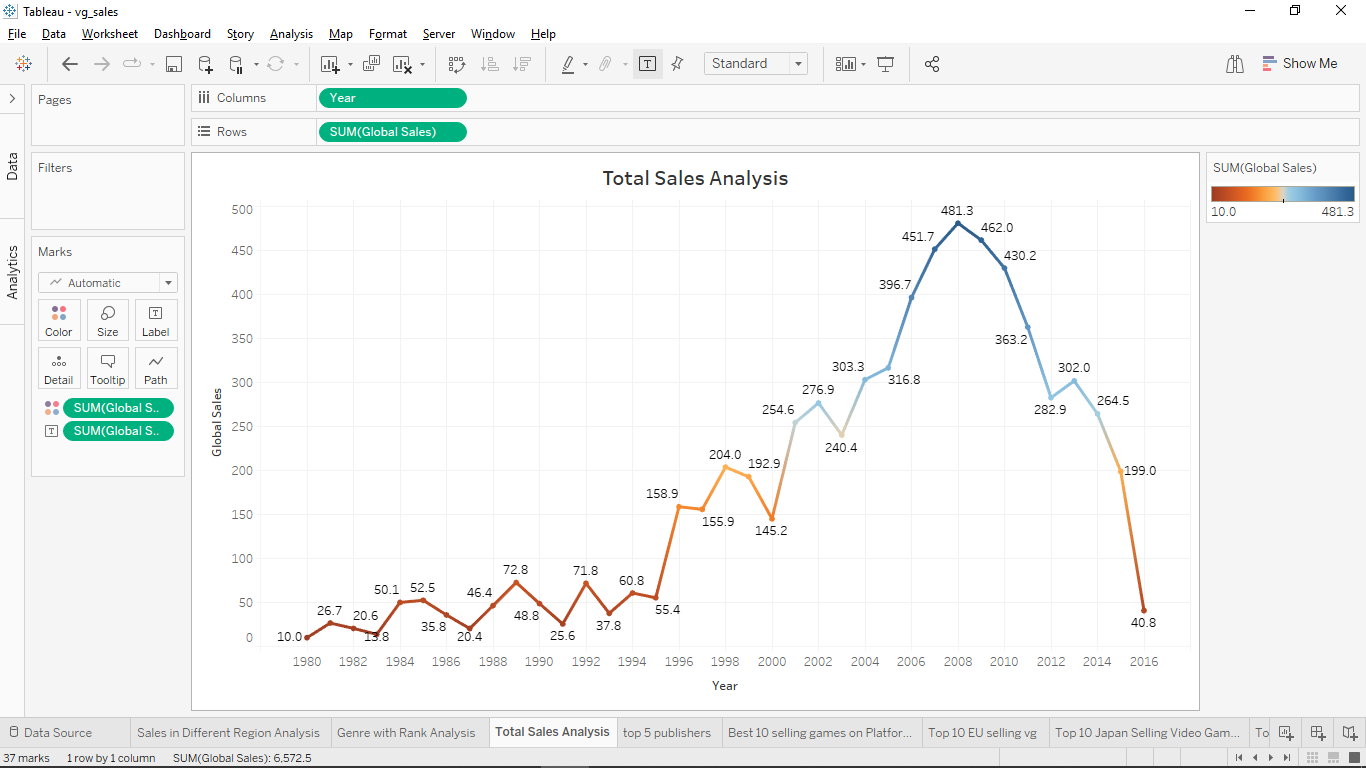 Tableau - vg_sales
File Data Worksheet Dashboard Story Analysis Map Format Server Window Help
Standard
Show Me
Pages
Columns
Year
Rows
SUM(Global Sales)
Filters
Data
Analytics
Marks
Automatic
Color Size Label
Detail Tooltip Path
SUM(Global S..
SUM(Global S..
Total Sales Analysis
Global Sales
500
450
400
350
300
250
200
150
100
50
0
10.0
26.7
20.6
13.8
50.1
52.5
35.8
20.4
46.4
72.8
48.8
25.6
71.8
37.8
60.8
55.4
158.9
155.9
204.0
192.9
145.2
254.6
276.9
240.4
303.3
316.8
396.7
451.7
481.3
462.0
430.2
363.2
282.9
302.0
264.5
199.0
40.8
1980 1982 1984 1986 1988 1990 1992 1994 1996 1998 2000 2002 2004 2006 2008 2010 2012 2014 2016
Year
SUM(Global Sales)
10.0 481.3
Data Source Sales in Different Region Analysis Genre with Rank Analysis Total Sales Analysis top 5 publishers Best 10 selling games on Platfor... Top 10 EU selling vg Top 10 Japan Selling Video Gam... To
37 marks 1 row by 1 column SUM(Global Sales): 6,572.5